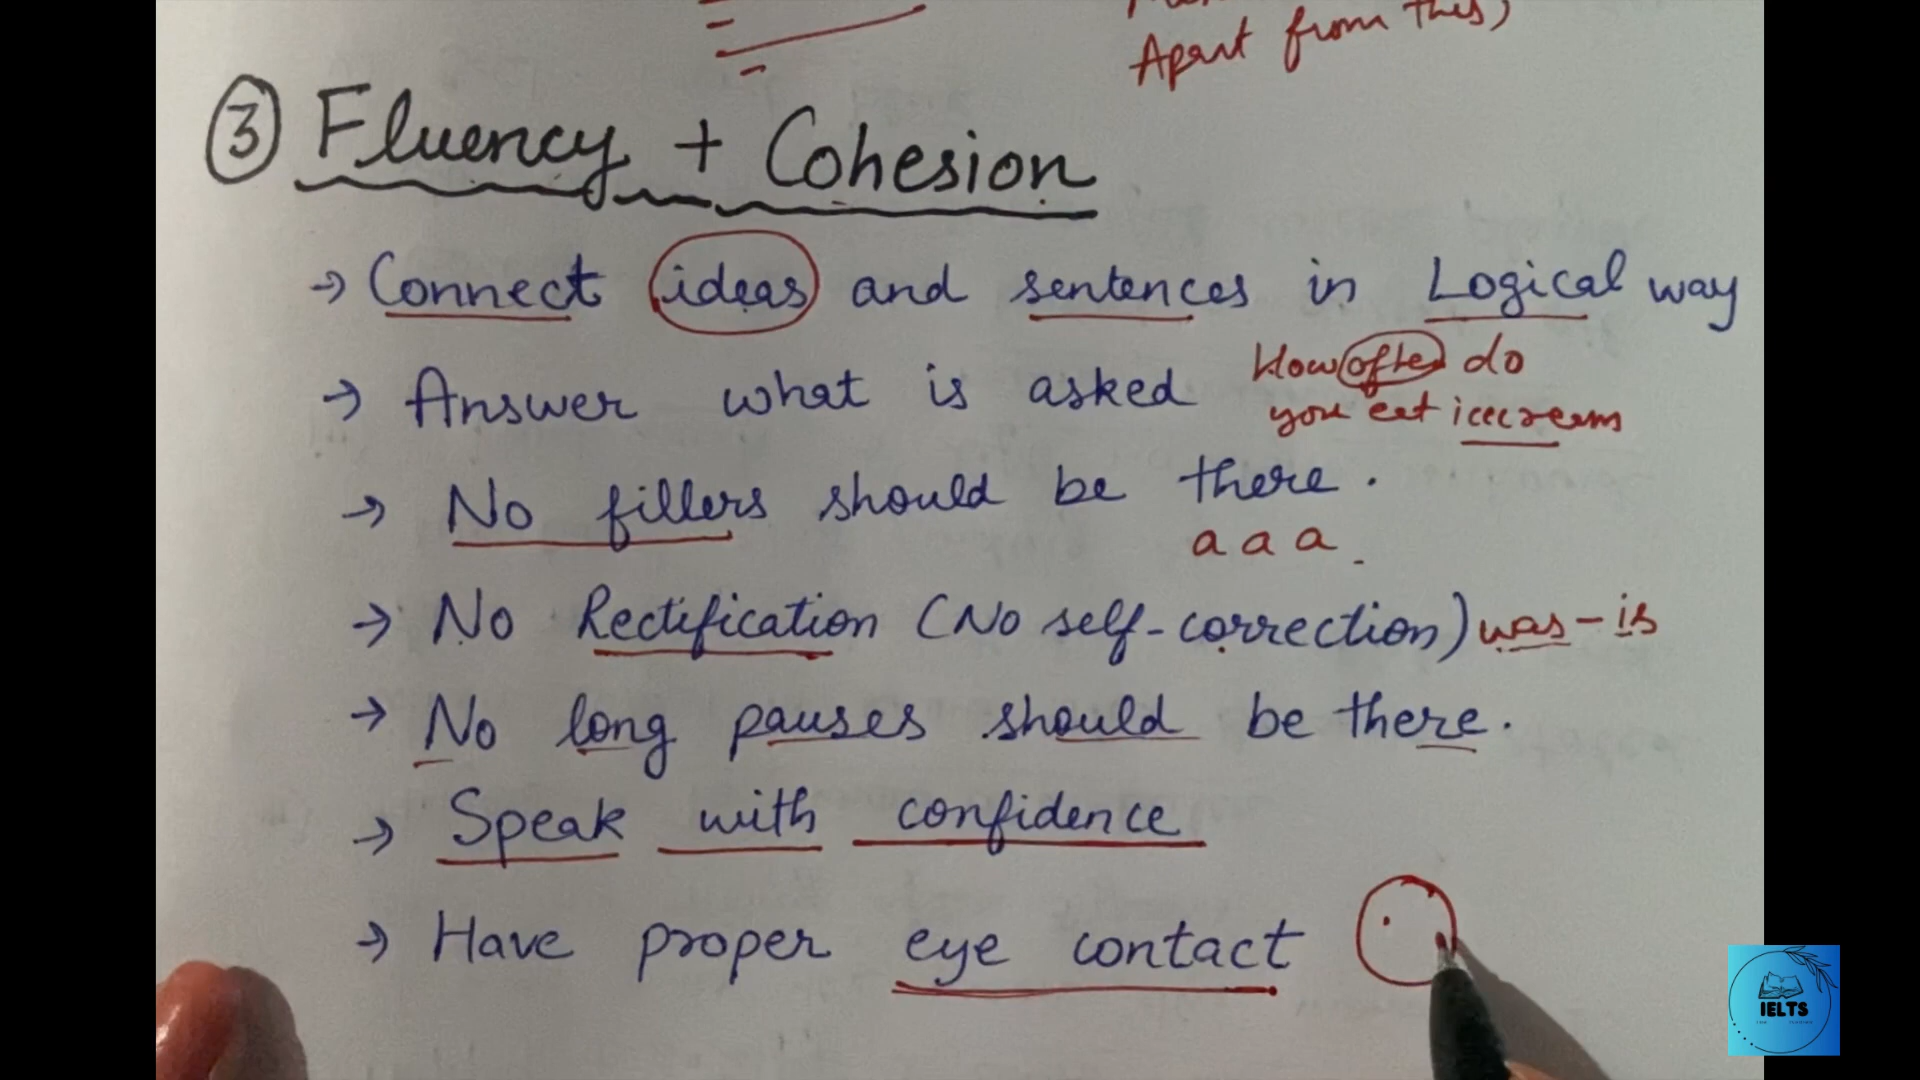 Apart from this)
③ Fluency + Cohesion
→ Connect ideas and sentences in Logical way
→ Answer what is asked
How often do
you eat icecream
→ No fillers should be there.
a a a
→ No Rectification (No self-correction) was - is
→ No long pauses should be there.
→ Speak with confidence
→ Have proper eye contact
IELTS